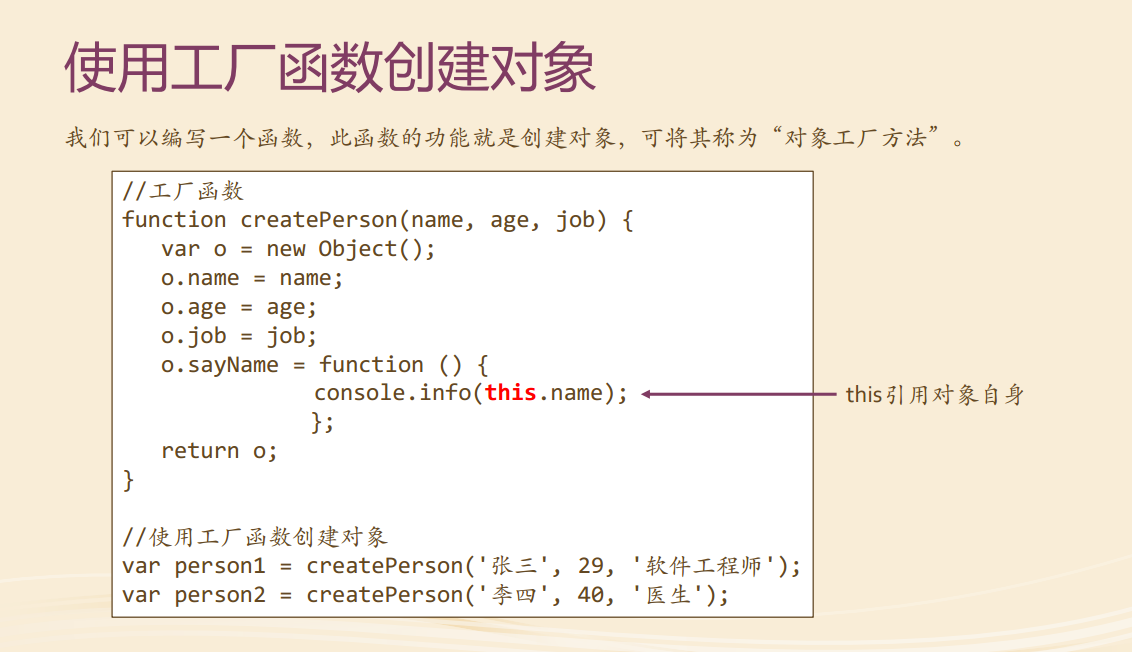 使用工厂函数创建对象
我们可以编写一个函数，此函数的功能就是创建对象，可将其称为“对象工厂方法”。
//工厂函数
function createPerson(name, age, job) {
var o = new Object();
o.name = name;
o.age = age;
o.job = job;
o.sayName = function () {
console.info(this.name);
};
return o;
}
this引用对象自身
//使用工厂函数创建对象
var person1 = createPerson('张三', 29, '软件工程师');
var person2 = createPerson('李四', 40, '医生');